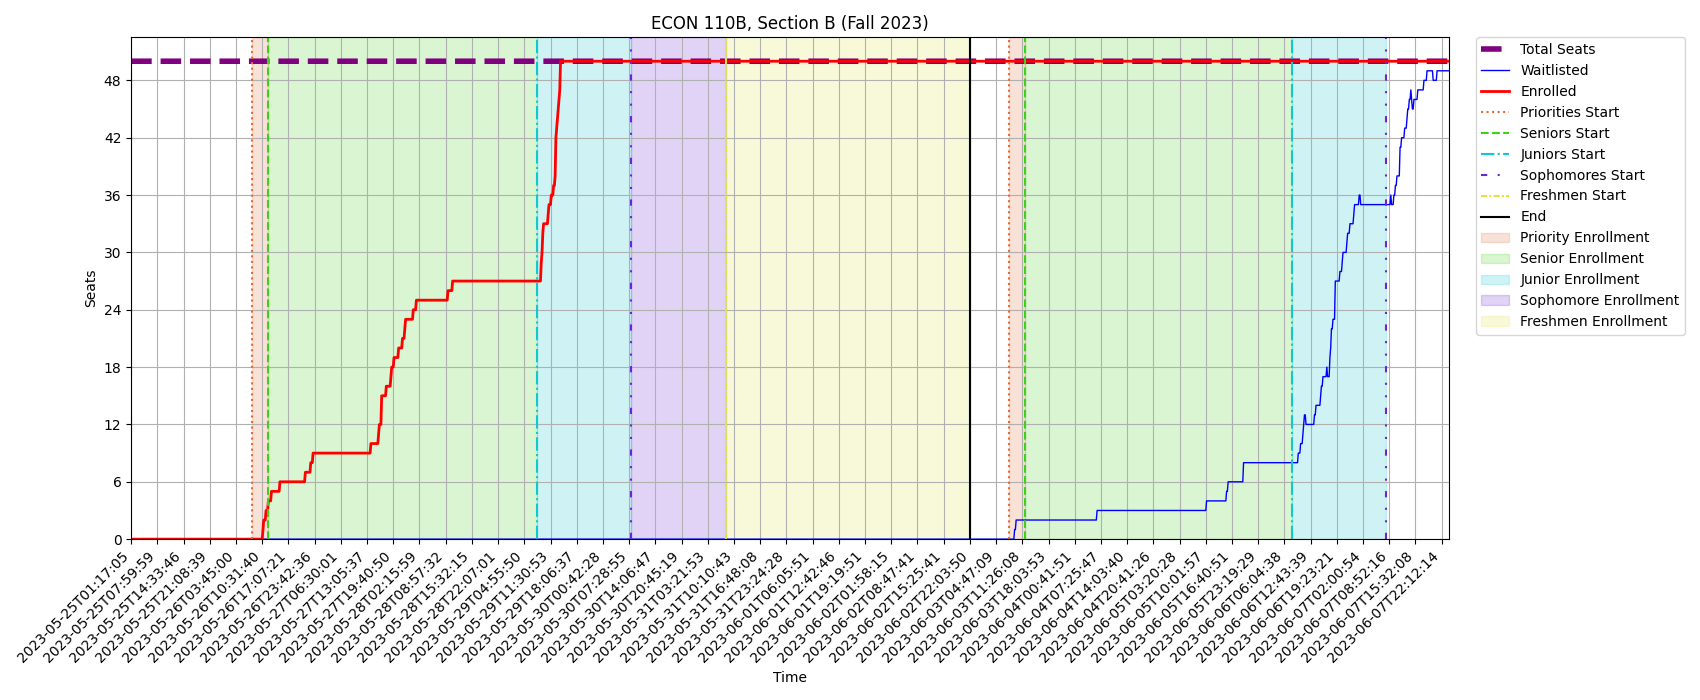 ECON 110B, Section B (Fall 2023)
Seats
48
42
36
30
24
18
12
6
0
2023-05-25T01:17:05
2023-05-25T07:59:59
2023-05-25T14:33:46
2023-05-25T21:08:39
2023-05-26T03:45:00
2023-05-26T10:31:40
2023-05-26T17:07:21
2023-05-26T23:42:36
2023-05-27T06:30:01
2023-05-27T13:05:37
2023-05-27T19:40:50
2023-05-28T02:15:59
2023-05-28T08:57:32
2023-05-28T15:32:15
2023-05-28T22:07:01
2023-05-29T04:55:50
2023-05-29T11:30:53
2023-05-29T18:06:37
2023-05-30T00:42:28
2023-05-30T07:28:55
2023-05-30T14:06:47
2023-05-30T20:45:19
2023-05-31T03:21:53
2023-05-31T10:10:43
2023-05-31T16:48:08
2023-05-31T23:24:28
2023-06-01T06:05:51
2023-06-01T12:42:46
2023-06-01T19:19:51
2023-06-02T01:58:15
2023-06-02T08:47:41
2023-06-02T15:25:41
2023-06-02T22:03:50
2023-06-03T04:47:09
2023-06-03T11:26:08
2023-06-03T18:03:53
2023-06-04T00:41:51
2023-06-04T07:25:47
2023-06-04T14:03:40
2023-06-04T20:41:26
2023-06-05T03:20:28
2023-06-05T10:01:57
2023-06-05T16:40:51
2023-06-05T23:19:29
2023-06-06T06:04:38
2023-06-06T12:43:39
2023-06-06T19:23:21
2023-06-07T02:00:54
2023-06-07T08:52:16
2023-06-07T15:32:08
2023-06-07T22:12:14
Time
Total Seats
Waitlisted
Enrolled
Priorities Start
Seniors Start
Juniors Start
Sophomores Start
Freshmen Start
End
Priority Enrollment
Senior Enrollment
Junior Enrollment
Sophomore Enrollment
Freshmen Enrollment